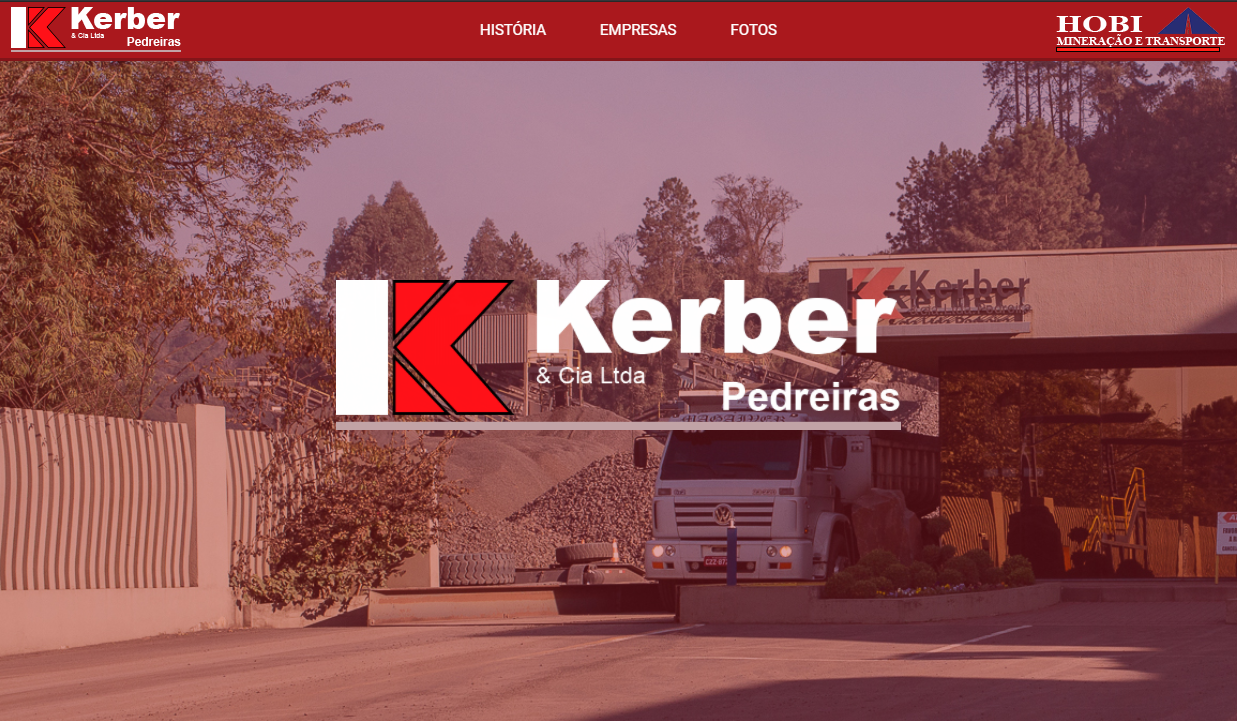 Kerber
& Cia Ltda
Pedreiras
HISTÓRIA
EMPRESAS
FOTOS
HOBI
MINERAÇÃO E TRANSPORTE
Kerber
Kerber
& Cia Ltda
Pedreiras